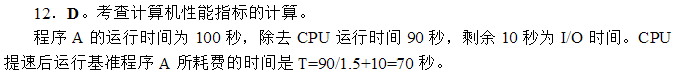 12．D。考查计算机性能指标的计算。
程序 A 的运行时间为 100 秒，除去 CPU 运行时间 90 秒，剩余 10 秒为 I/O 时间。CPU
提速后运行基准程序 A 所耗费的时间是 T=90/1.5+10=70 秒。